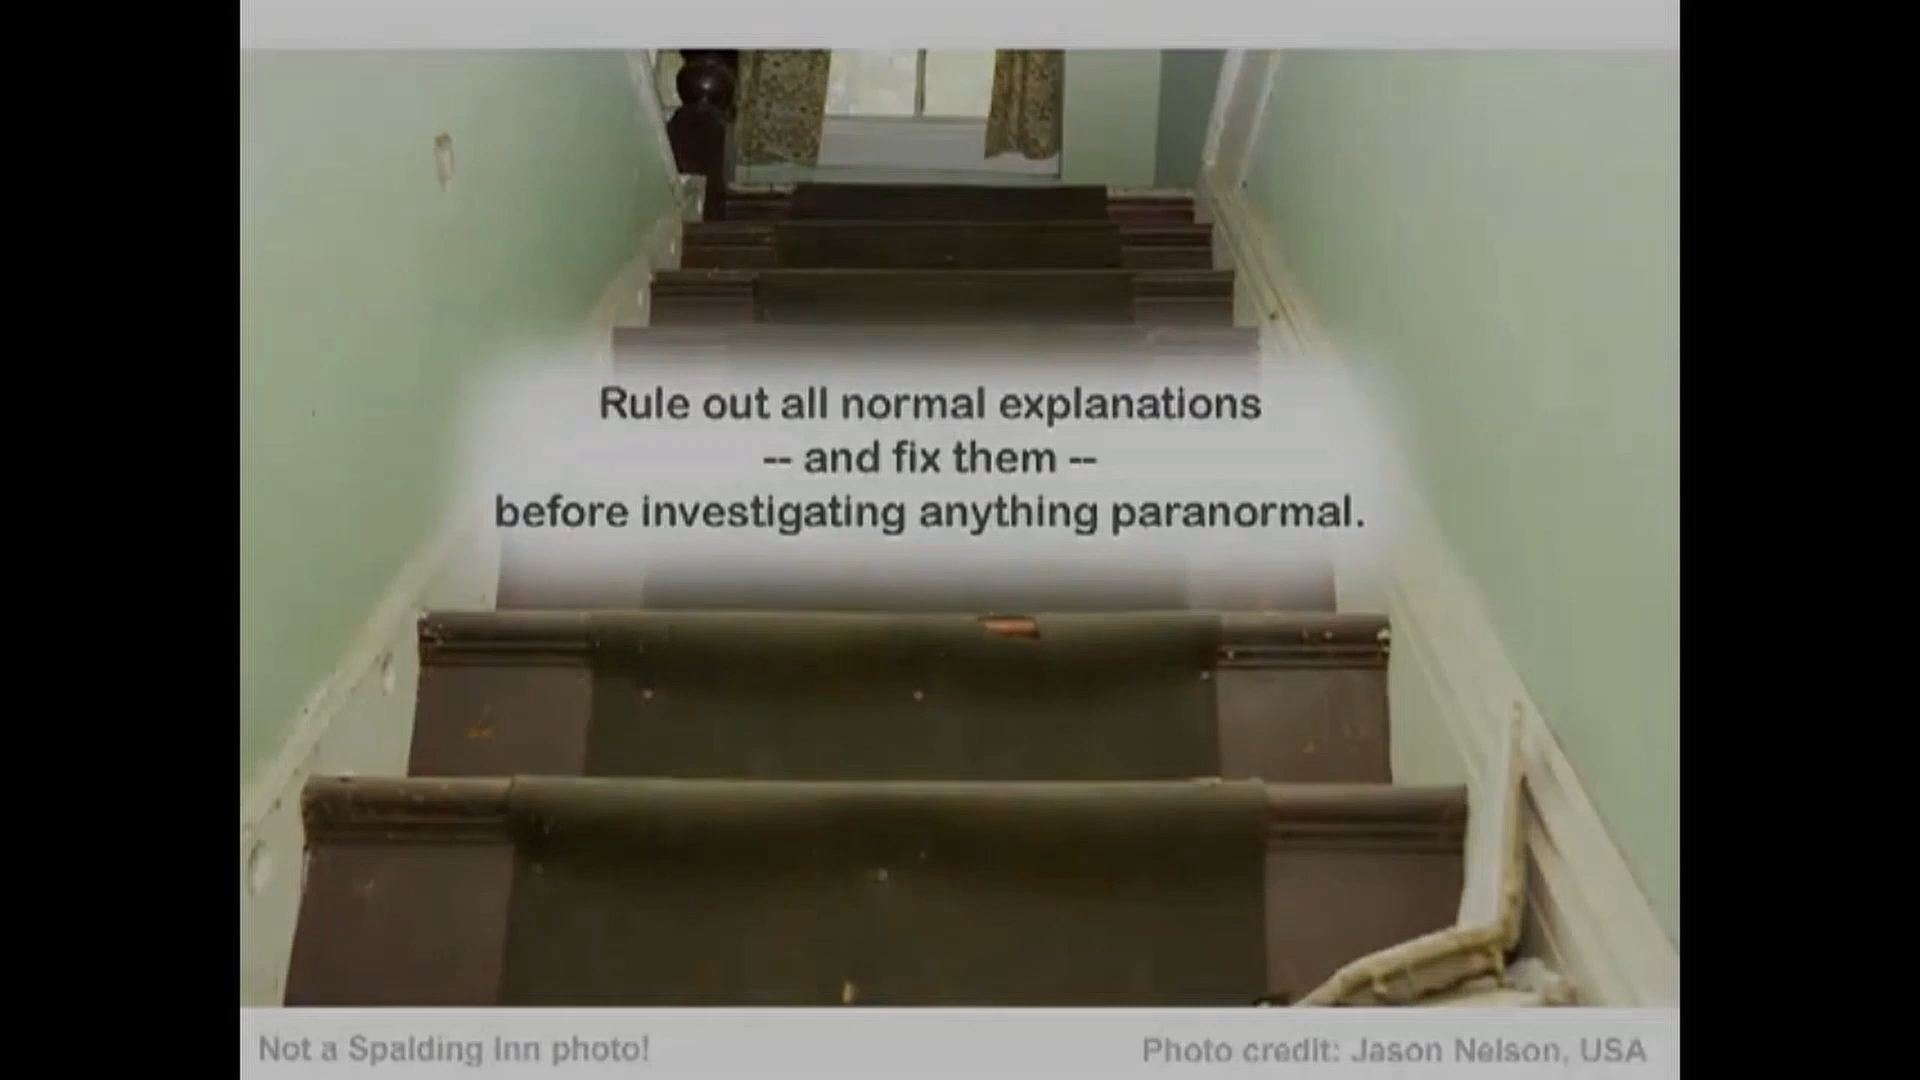 Rule out all normal explanations
-- and fix them --
before investigating anything paranormal.
Not a Spalding Inn photo!
Photo credit: Jason Nelson, USA